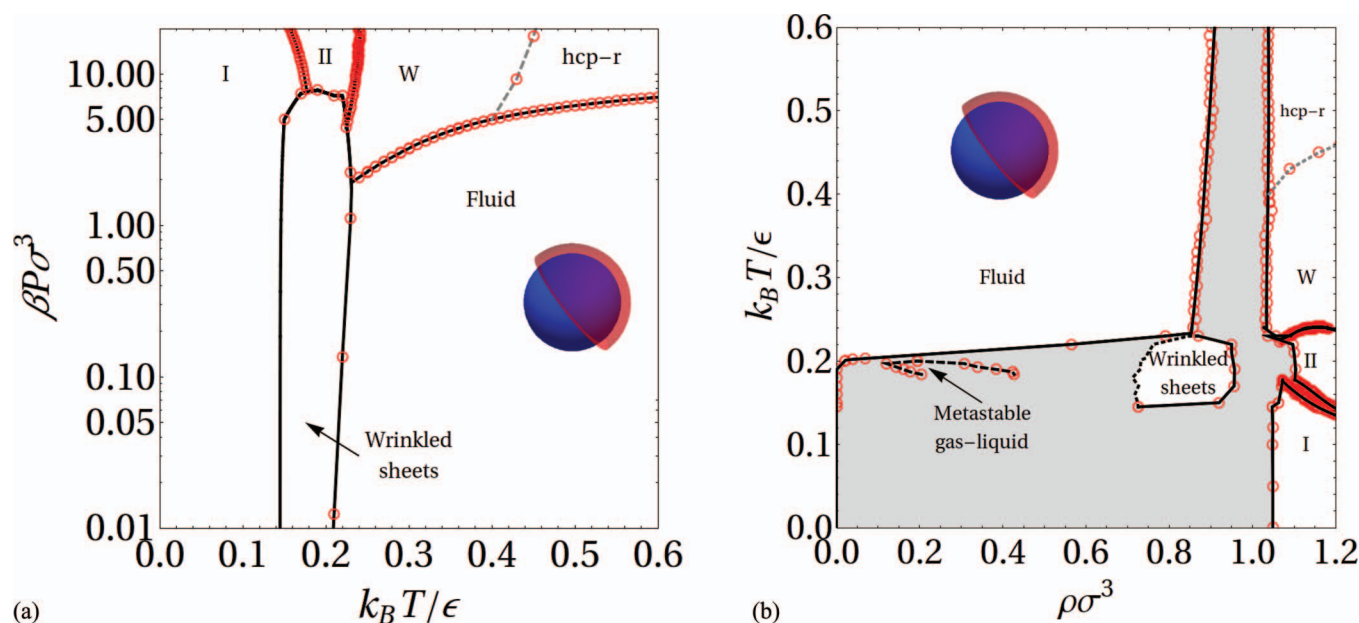 I
II
W
hcp−r
10.00
5.00
1.00
0.50
0.10
0.05
0.01
βPσ³
Fluid
Wrinkled
sheets
0.0 0.1 0.2 0.3 0.4 0.5 0.6
k_B T/ϵ
(a)
0.6
0.5
0.4
0.3
0.2
0.1
0.0
k_B T/ϵ
hcp−r
Fluid
W
Wrinkled
sheets
II
Metastable
gas−liquid
I
0.0 0.2 0.4 0.6 0.8 1.0 1.2
ρσ³
(b)